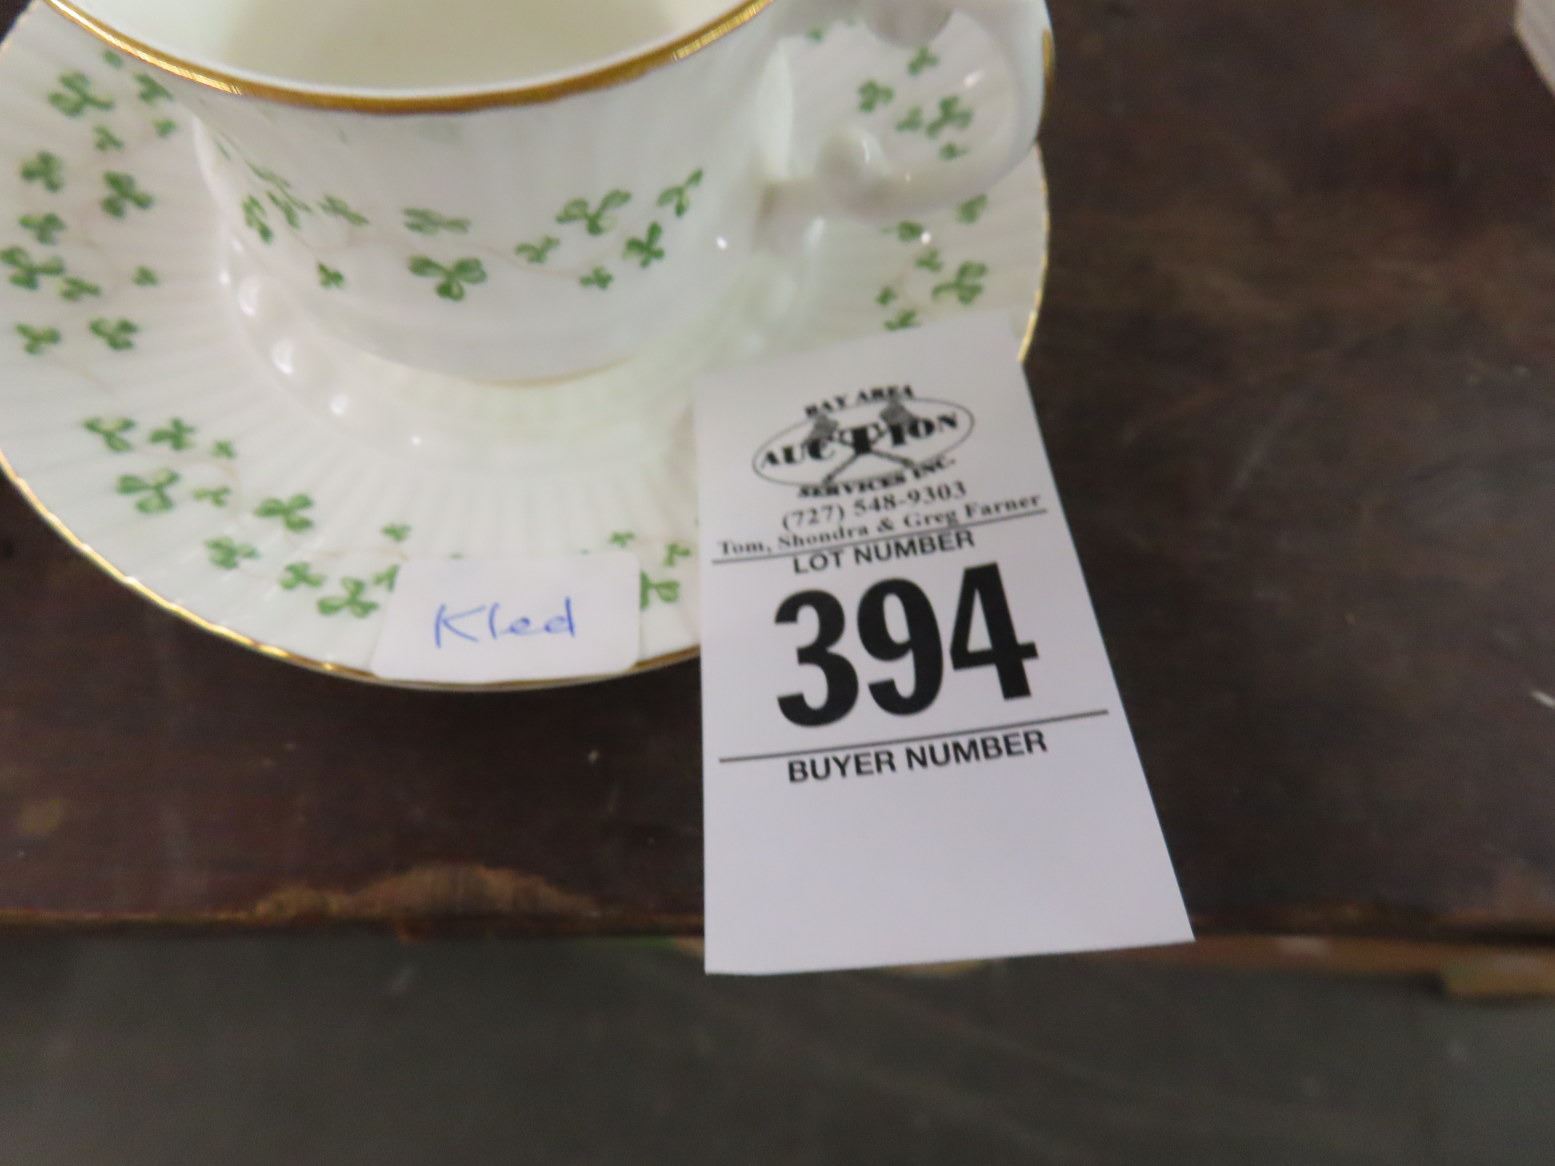 BAY AREA
AUCTION
SERVICES INC.
(727) 548-9303
Tom, Shondra & Greg Farner
LOT NUMBER
394
BUYER NUMBER
Kled